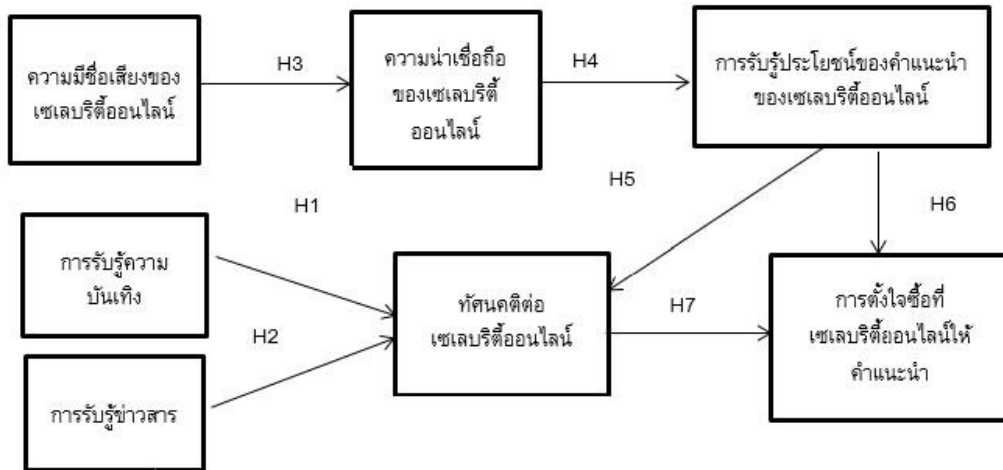 ความมีชื่อเสียงของ
เซเลบริตี้ออนไลน์
H3
ความน่าเชื่อถือ
ของเซเลบริตี้
ออนไลน์
H4
การรับรู้ประโยชน์ของคำแนะนำ
ของเซเลบริตี้ออนไลน์
H1
H5
H6
การรับรู้ความ
บันเทิง
H2
ทัศนคติต่อ
เซเลบริตี้ออนไลน์
H7
การตั้งใจซื้อที่
เซเลบริตี้ยอนไลน์ให้
คำแนะนำ
การรับรู้ข่าวสาร